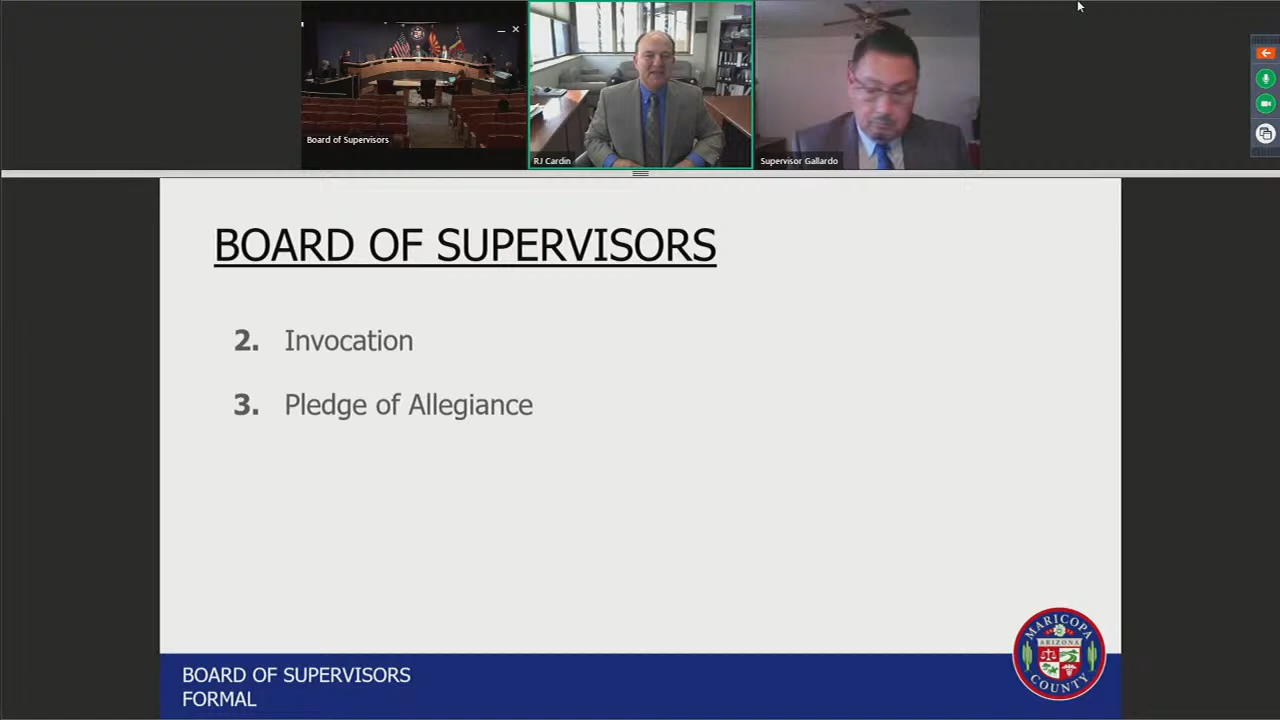 Board of Supervisors
RJ Cardin
Supervisor Gallardo
BOARD OF SUPERVISORS
2. Invocation
3. Pledge of Allegiance
BOARD OF SUPERVISORS
FORMAL
MARICOPA
ARIZONA
COUNTY